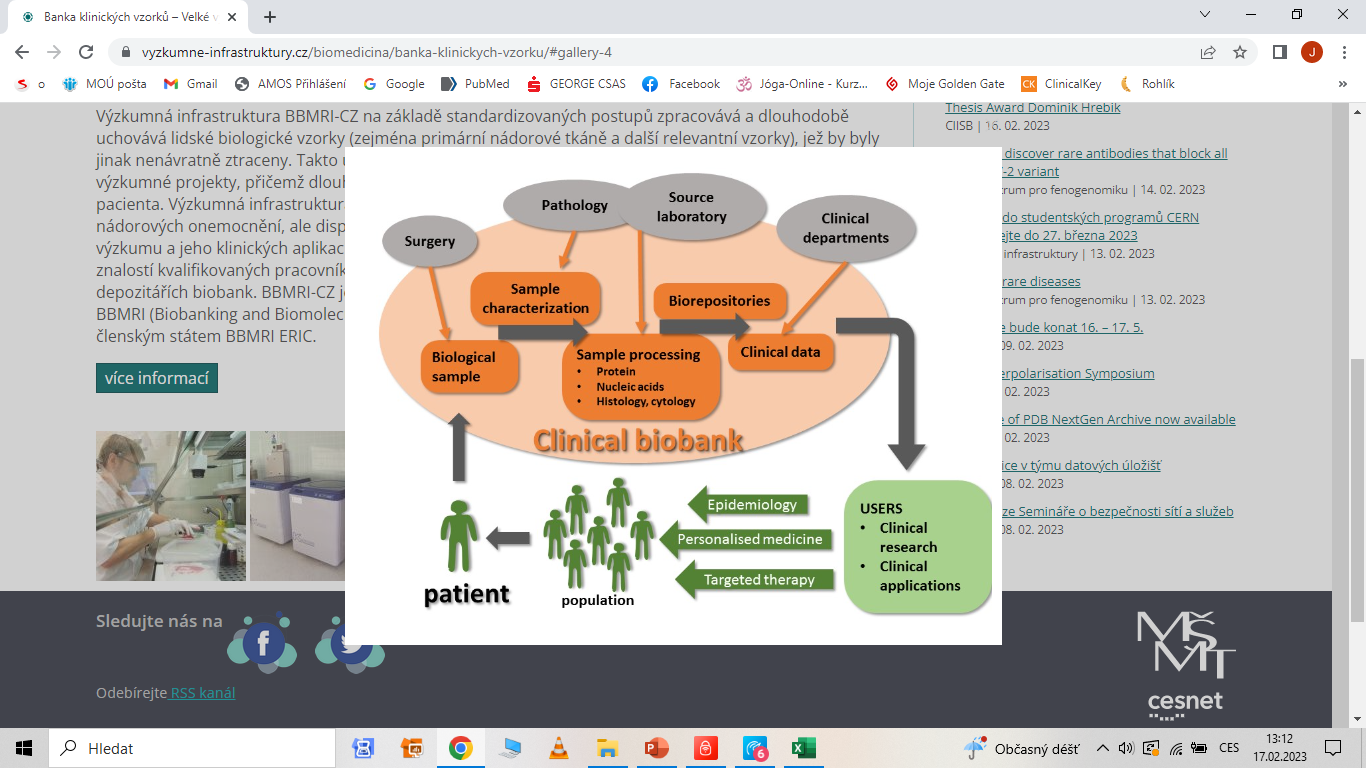 Banka klinických vzorků – Velké v
vyzkumne-infrastruktury.cz/biomedicina/banka-klinickych-vzorku/#gallery-4
J
o
MOÚ pošta
Gmail
AMOS Přihlášení
Google
PubMed
GEORGE CSAS
Facebook
Jóga-Online - Kurz...
Moje Golden Gate
CK
ClinicalKey
Rohlík
»
Výzkumná infrastruktura BBMRI-CZ na základě standardizovaných postupů zpracovává a dlouhodobě
uchovává lidské biologické vzorky (zejména primární nádorové tkáně a další relevantní vzorky), jež by byly
jinak nenávratně ztraceny. Takto
výzkumné projekty, přičemž
pacienta. Výzkumná
nádorových onemocnění, ale
výzkumu a jeho klinických
znalostí kvalifikovaných
depozitářích biobank. BBMRI-CZ
BBMRI (Biobanking and
členským státem BBMRI ERIC.
více informací
Surgery
Pathology
Source
laboratory
Clinical
departments
Sample
characterization
Biorepositories
Biological
sample
Sample processing
• Protein
• Nucleic acids
• Histology, cytology
Clinical data
Clinical biobank
patient
population
Epidemiology
Personalised medicine
Targeted therapy
USERS
• Clinical
research
• Clinical
applications
Thesis Award Dominik Hrebík
CIISB | 16. 02. 2023
discover rare antibodies that block all
-2 variant
trum pro fenogenomiku | 14. 02. 2023
do studentských programů CERN
ejte do 27. března 2023
infrastruktury | 13. 02. 2023
rare diseases
trum pro fenogenomiku | 13. 02. 2023
e bude konat 16. – 17. 5.
09. 02. 2023
erpolarisation Symposium
02. 2023
e of PDB NextGen Archive now available
02. 2023
ice v týmu datových úložišť
08. 02. 2023
ze Semináře o bezpečnosti sítí a služeb
08. 02. 2023
Sledujte nás na
Odebírejte RSS kanál
MŠMT
cesnet
Hledat
6
Občasný déšť
CES
13:12
17.02.2023